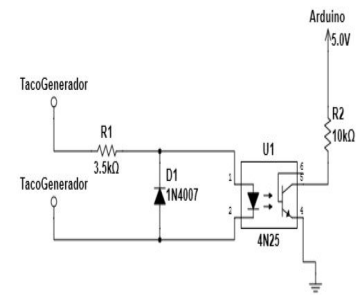 Arduino
5.0V
TacoGenerador
R1
3.5kΩ
R2
10kΩ
U1
D1
1N4007
TacoGenerador
1
2
6
5
4
4N25